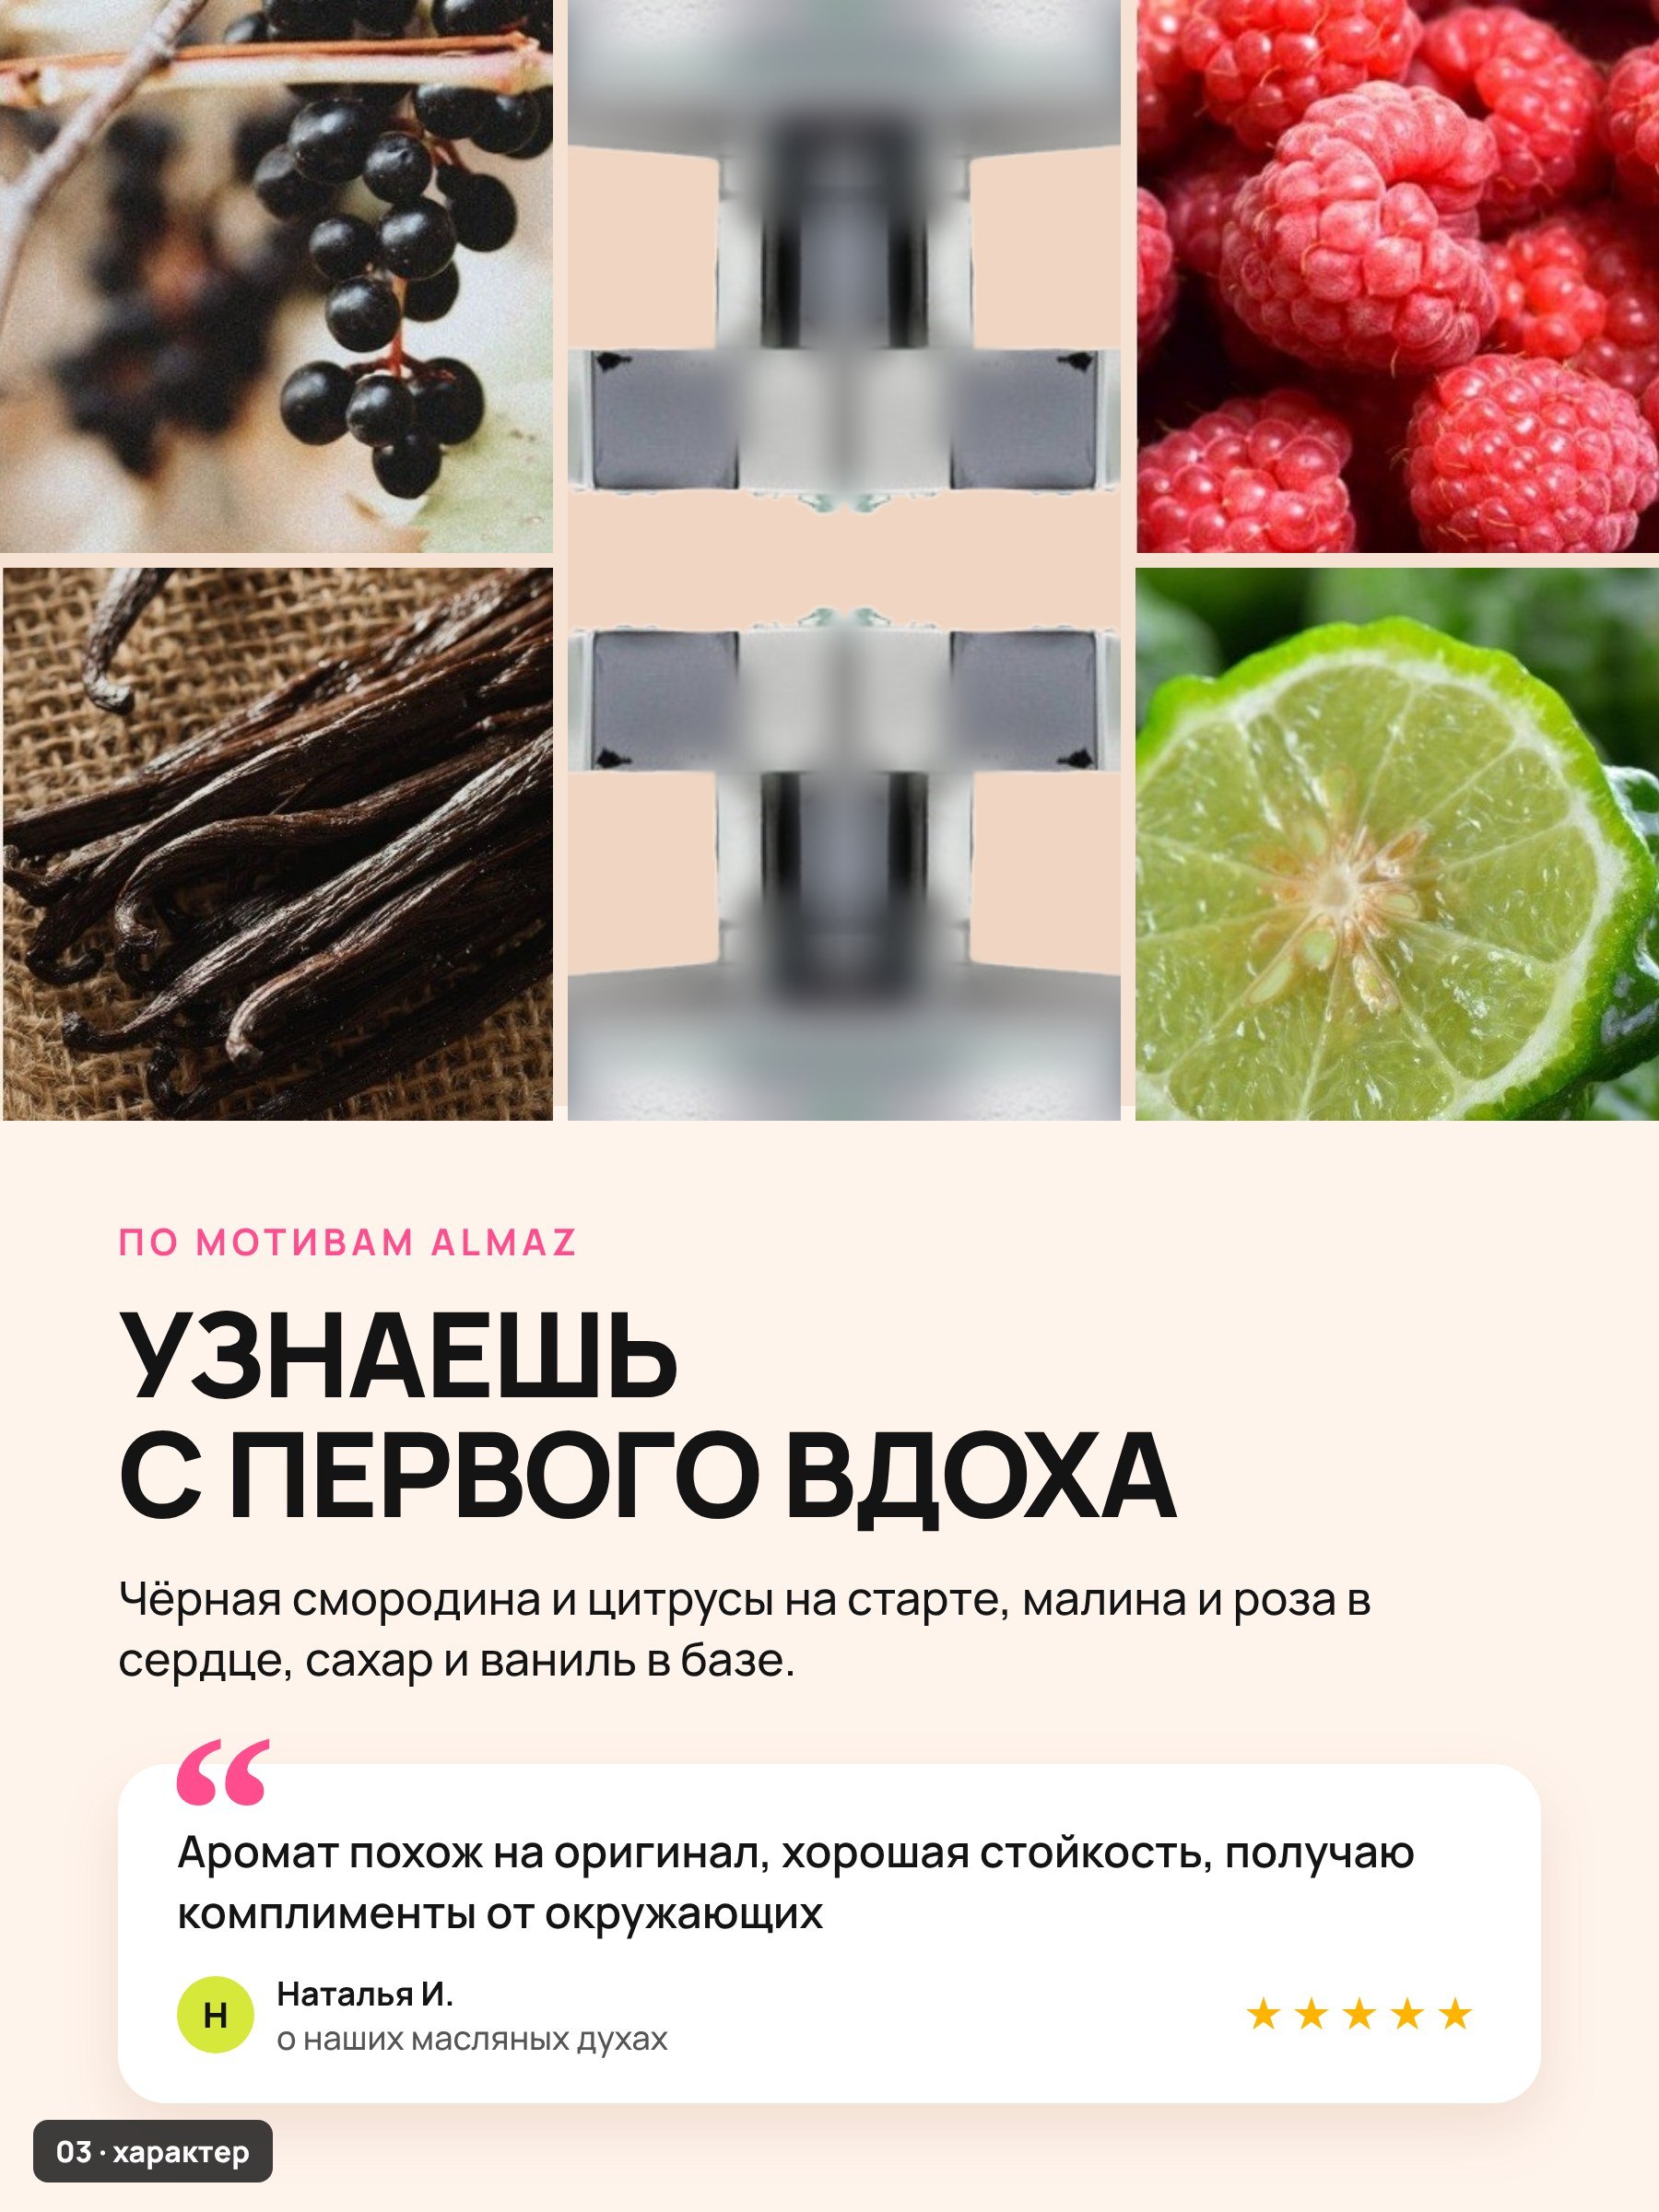 ПО МОТИВАМ ALMAZ
УЗНАЕШЬ
С ПЕРВОГО ВДОХА
Чёрная смородина и цитрусы на старте, малина и роза в
сердце, сахар и ваниль в базе.
“
Аромат похож на оригинал, хорошая стойкость, получаю
комплименты от окружающих
Н
Наталья И.
о наших масляных духах
★★★★★
03 · характер